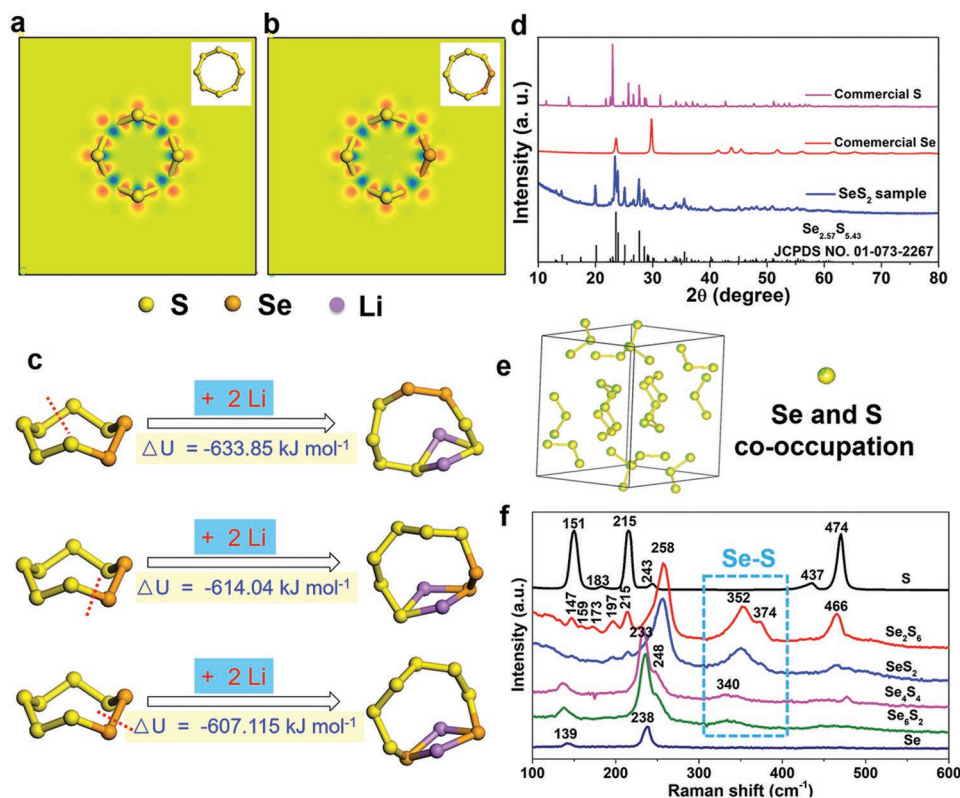 a
b
S
Se
Li
c
+ 2 Li
△U = -633.85 kJ mol⁻¹
+ 2 Li
△U = -614.04 kJ mol⁻¹
+ 2 Li
△U = -607.115 kJ mol⁻¹
d
Intensity (a. u.)
Commercial S
Comemercial Se
SeS₂ sample
Se₂.₅₇S₅.₄₃
JCPDS NO. 01-073-2267
10 20 30 40 50 60 70 80
2θ (degree)
e
Se and S
co-occupation
f
Intensity (a.u.)
151
183
215
243
437
474
S
147
159
173
197
215
258
Se-S
352
374
466
Se₂S₆
SeS₂
233
248
340
Se₄S₄
Se₆S₂
139
238
Se
100 200 300 400 500 600
Raman shift (cm⁻¹)